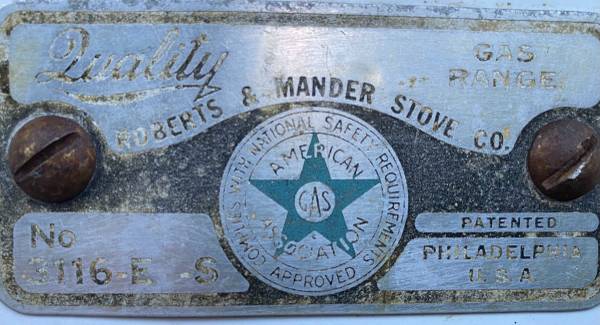 Quality
GAS
RANGE
ROBERTS & MANDER STOVE CO.
COMPLIES WITH NATIONAL SAFETY REQUIREMENTS
APPROVED
AMERICAN
GAS
ASSOCIATION
No
3116-E -S
PATENTED
PHILADELPHIA
U.S.A